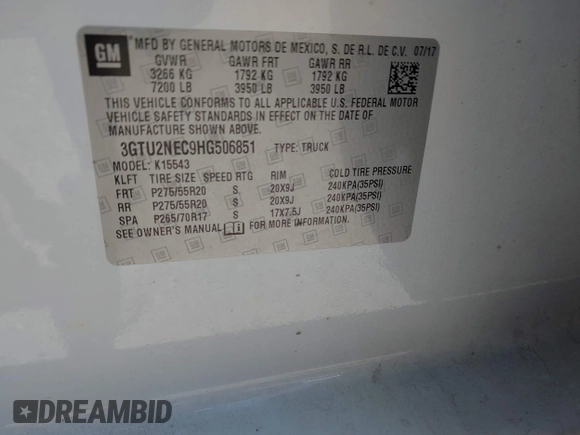 GM
MFD BY GENERAL MOTORS DE MEXICO, S. DE R.L. DE C.V. 07/17
GVWR GAWR FRT GAWR RR
3266 KG 1792 KG 1792 KG
7200 LB 3950 LB 3950 LB
THIS VEHICLE CONFORMS TO ALL APPLICABLE U.S. FEDERAL MOTOR
VEHICLE SAFETY STANDARDS IN EFFECT ON THE DATE OF
MANUFACTURE SHOWN ABOVE.
3GTU2NEC9HG506851 TYPE: TRUCK
MODEL: K15543
KLFT TIRE SIZE SPEED RTG RIM COLD TIRE PRESSURE
FRT P275/55R20 S 20X9J 240KPA(35PSI)
RR P275/55R20 S 20X9J 240KPA(35PSI)
SPA P265/70R17 S 17X7.5J 240KPA(35PSI)
SEE OWNER'S MANUAL FOR MORE INFORMATION.
DREAMBID